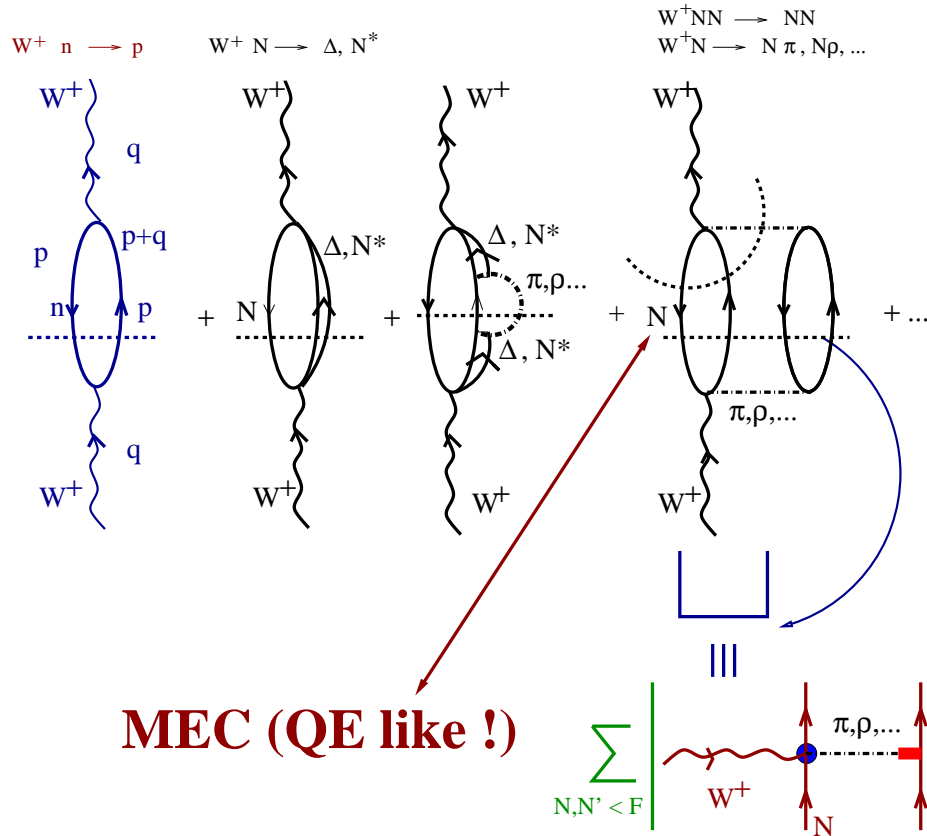 W⁺ n → p
W⁺ N → Δ, N*
W⁺NN → NN
W⁺N → N π, Nρ, ...
W⁺
W⁺
W⁺
W⁺
q
p
p+q
n
p
+
N
Δ,N*
+
Δ, N*
π,ρ...
Δ, N*
+
N
+ ...
π,ρ,...
q
W⁺
W⁺
W⁺
W⁺
MEC (QE like !)
∑
N,N' < F
W⁺
π,ρ,...
N